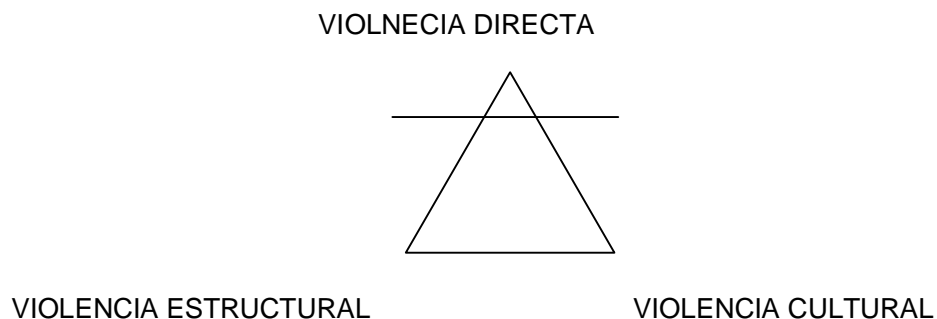 VIOLNECIA DIRECTA
VIOLENCIA ESTRUCTURAL VIOLENCIA CULTURAL